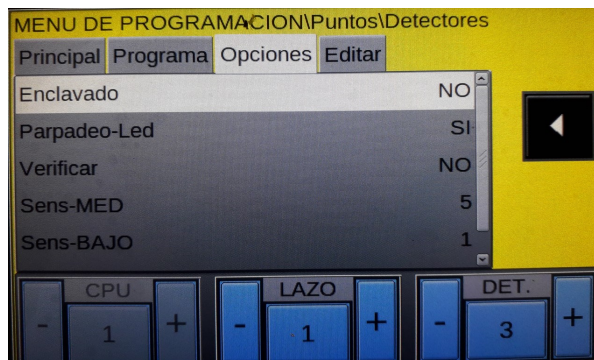 MENU DE PROGRAMACION\Puntos\Detectores
Principal Programa Opciones Editar
Enclavado NO
Parpadeo-Led SI
Verificar NO
Sens-MED 5
Sens-BAJO 1
CPU LAZO DET.
- 1 + - 1 + - 3 +